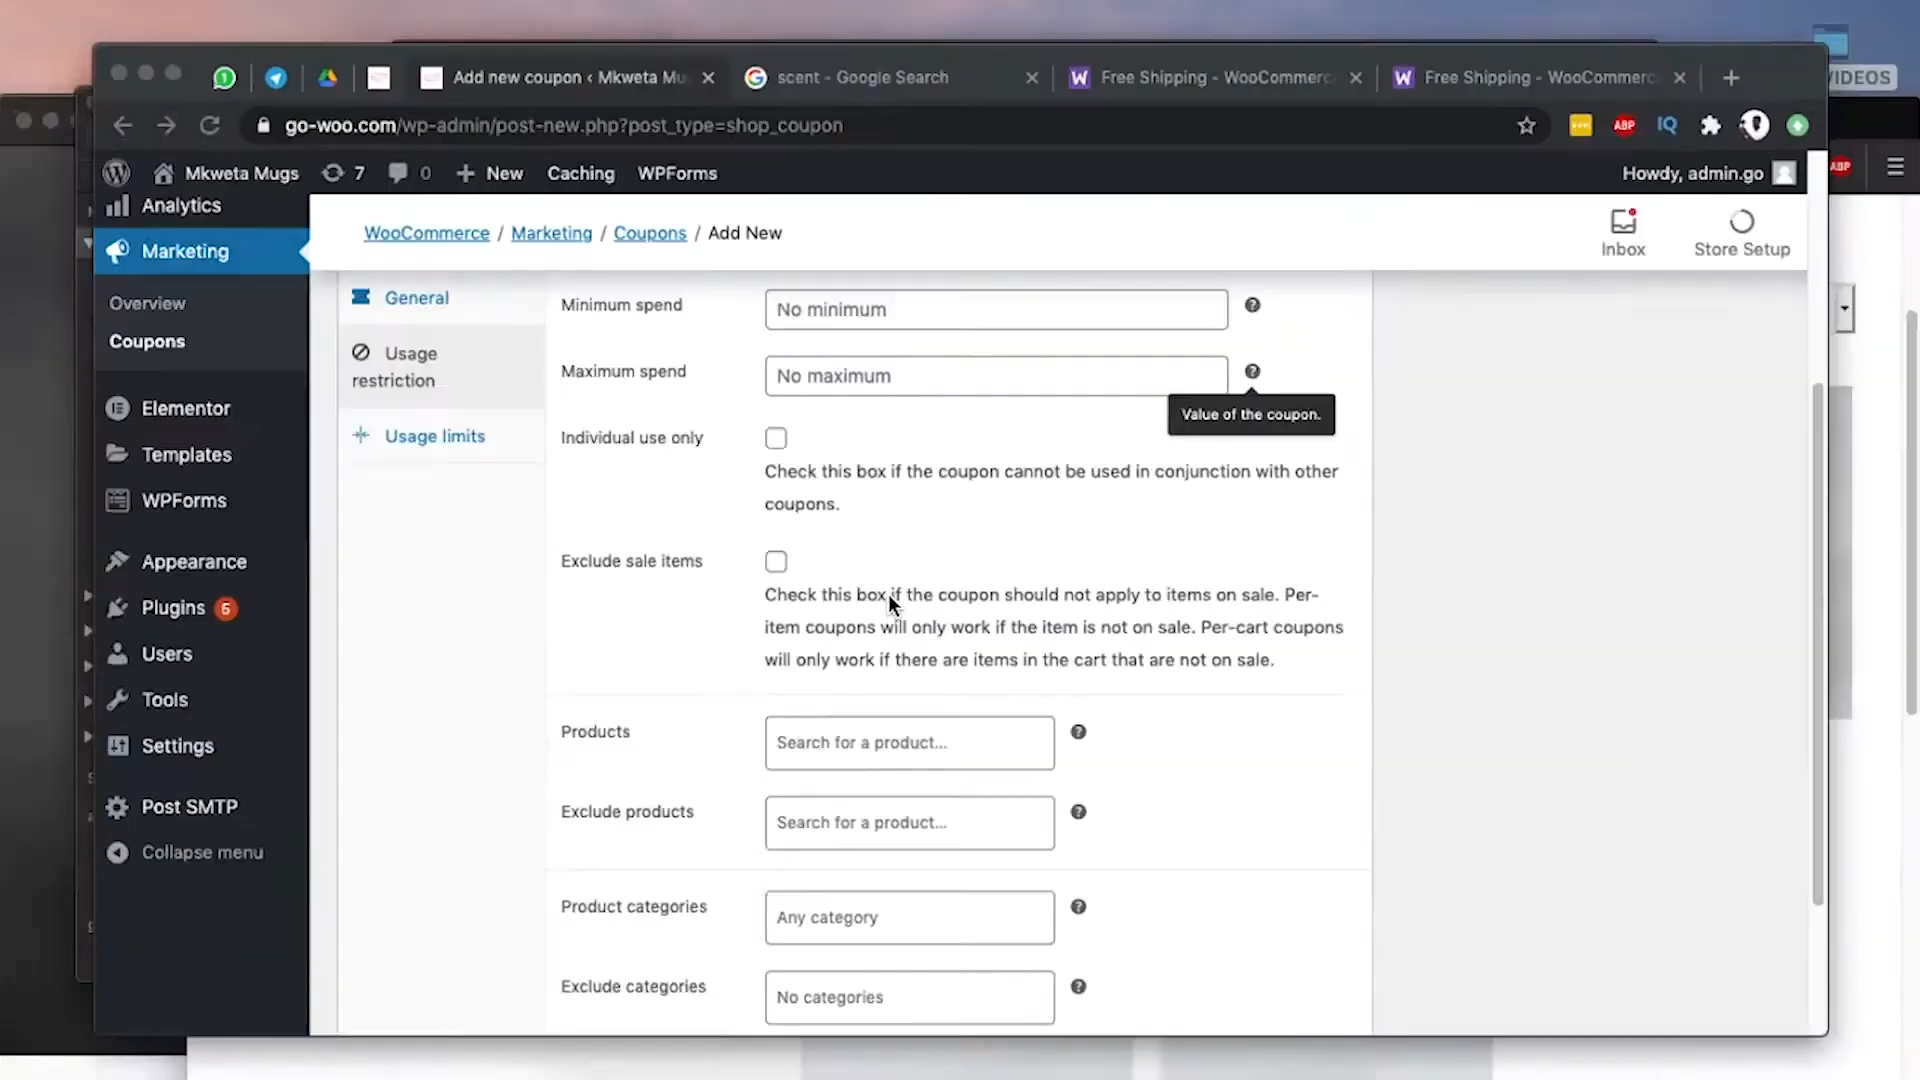 VIDEOS
Add new coupon ‹ Mkweta Mu
scent - Google Search
Free Shipping - WooCommerc
Free Shipping - WooCommerc
go-woo.com/wp-admin/post-new.php?post_type=shop_coupon
ABP
IQ
ABP
Mkweta Mugs
7
0
New
Caching
WPForms
Howdy, admin.go
Analytics
Marketing
Overview
Coupons
Elementor
Templates
WPForms
Appearance
Plugins 6
Users
Tools
Settings
Post SMTP
Collapse menu
WooCommerce / Marketing / Coupons / Add New
Inbox
Store Setup
General
Usage
restriction
Usage limits
Minimum spend
No minimum
Maximum spend
No maximum
Value of the coupon.
Individual use only
Check this box if the coupon cannot be used in conjunction with other
coupons.
Exclude sale items
Check this box if the coupon should not apply to items on sale. Per-
item coupons will only work if the item is not on sale. Per-cart coupons
will only work if there are items in the cart that are not on sale.
Products
Search for a product...
Exclude products
Search for a product...
Product categories
Any category
Exclude categories
No categories